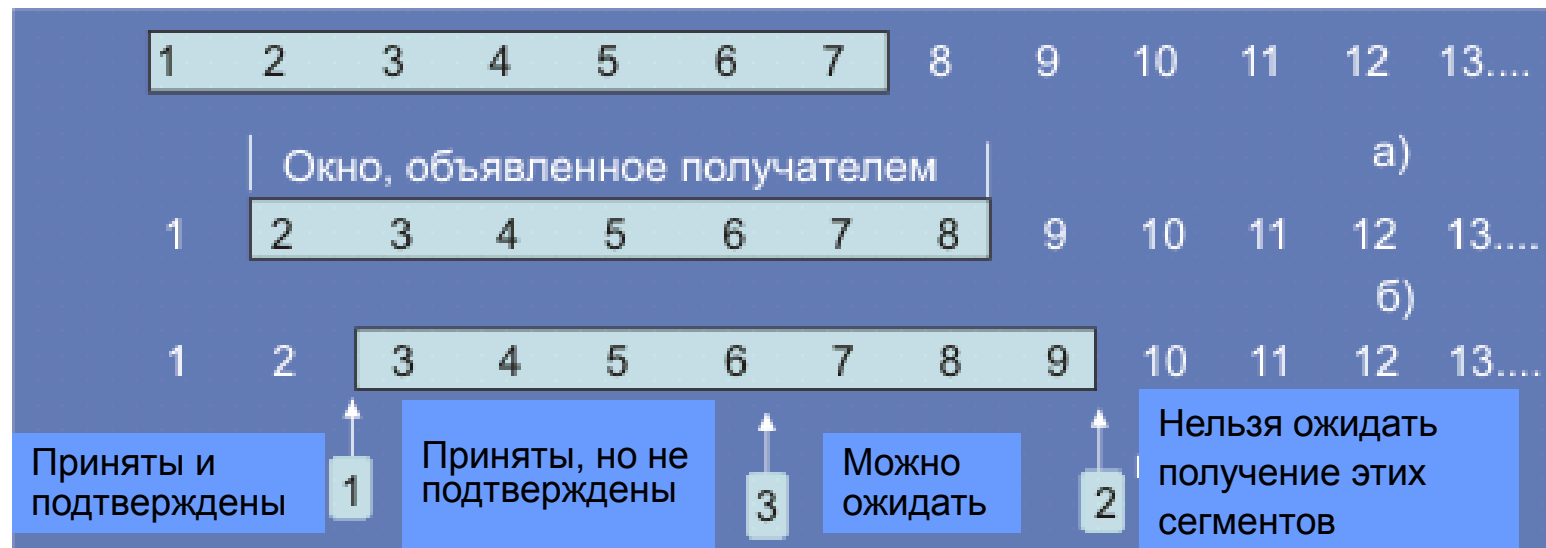 1 2 3 4 5 6 7 8 9 10 11 12 13....
а)
Окно, объявленное получателем
1 2 3 4 5 6 7 8 9 10 11 12 13....
б)
1 2 3 4 5 6 7 8 9 10 11 12 13....
Приняты и
подтверждены
1
Приняты, но не
подтверждены
3
Можно
ожидать
2
Нельзя ожидать
получение этих
сегментов